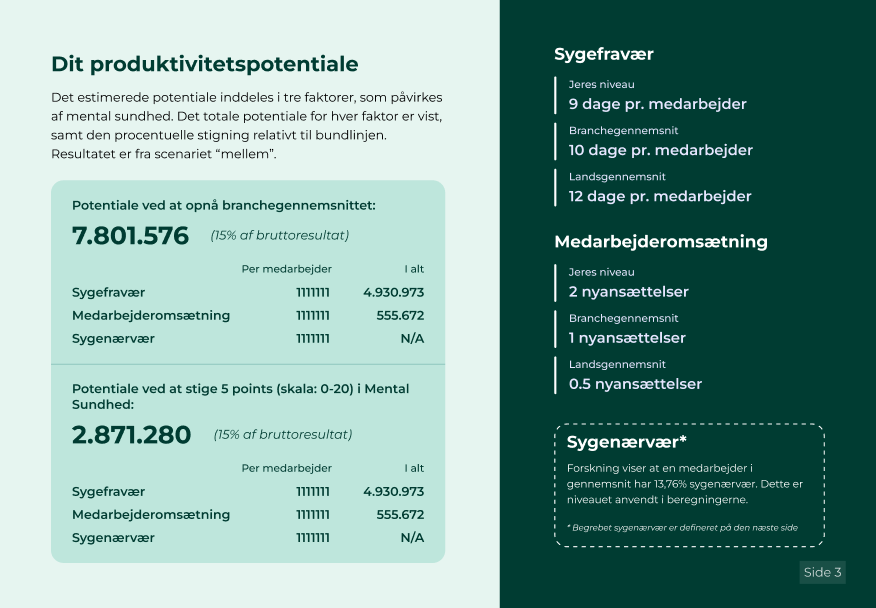 Dit produktivitetspotentiale
Det estimerede potentiale inddeles i tre faktorer, som påvirkes
af mental sundhed. Det totale potentiale for hver faktor er vist,
samt den procentuelle stigning relativt til bundlinjen.
Resultatet er fra scenariet “mellem”.
Potentiale ved at opnå branchegennemsnittet:
7.801.576 (15% af bruttoresultat)
Per medarbejder I alt
Sygefravær 1111111 4.930.973
Medarbejderomsætning 1111111 555.672
Sygenærvær 1111111 N/A
Potentiale ved at stige 5 points (skala: 0-20) i Mental
Sundhed:
2.871.280 (15% af bruttoresultat)
Per medarbejder I alt
Sygefravær 1111111 4.930.973
Medarbejderomsætning 1111111 555.672
Sygenærvær 1111111 N/A
Sygefravær
Jeres niveau
9 dage pr. medarbejder
Branchegennemsnit
10 dage pr. medarbejder
Landsgennemsnit
12 dage pr. medarbejder
Medarbejderomsætning
Jeres niveau
2 nyansættelser
Branchegennemsnit
1 nyansættelser
Landsgennemsnit
0.5 nyansættelser
Sygenærvær*
Forskning viser at en medarbejder i
gennemsnit har 13,76% sygenærvær. Dette er
niveauet anvendt i beregningerne.
* Begrebet sygenærvær er defineret på den næste side
Side 3